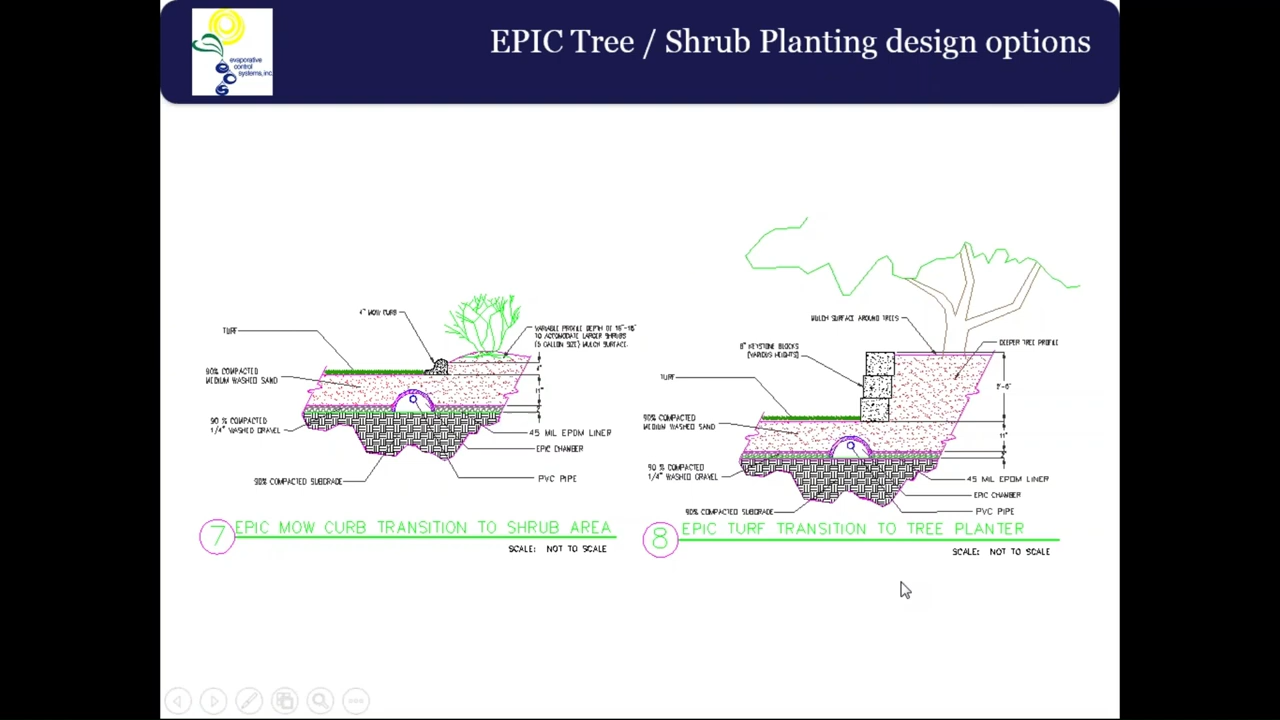 evaporative
control
systems,inc.
EPIC Tree / Shrub Planting design options
4" MOW CURB
TURF
VARIABLE PROFILE DEPTH OF 16"-18"
TO ACCOMODATE LARGER SHRUBS
(5 GALLON SIZE) MULCH SURFACE.
90% COMPACTED
MEDIUM WASHED SAND
4"
11"
90 % COMPACTED
1/4" WASHED GRAVEL
45 MIL EPDM LINER
EPIC CHAMBER
PVC PIPE
90% COMPACTED SUBGRADE
7
EPIC MOW CURB TRANSITION TO SHRUB AREA
SCALE: NOT TO SCALE
MULCH SURFACE AROUND TREES
8" KEYSTONE BLOCKS
(VARIOUS HEIGHTS)
DEEPER TREE PROFILE
TURF
90% COMPACTED
MEDIUM WASHED SAND
11"
90 % COMPACTED
1/4" WASHED GRAVEL
45 MIL EPDM LINER
EPIC CHAMBER
PVC PIPE
90% COMPACTED SUBGRADE
8
EPIC TURF TRANSITION TO TREE PLANTER
SCALE: NOT TO SCALE